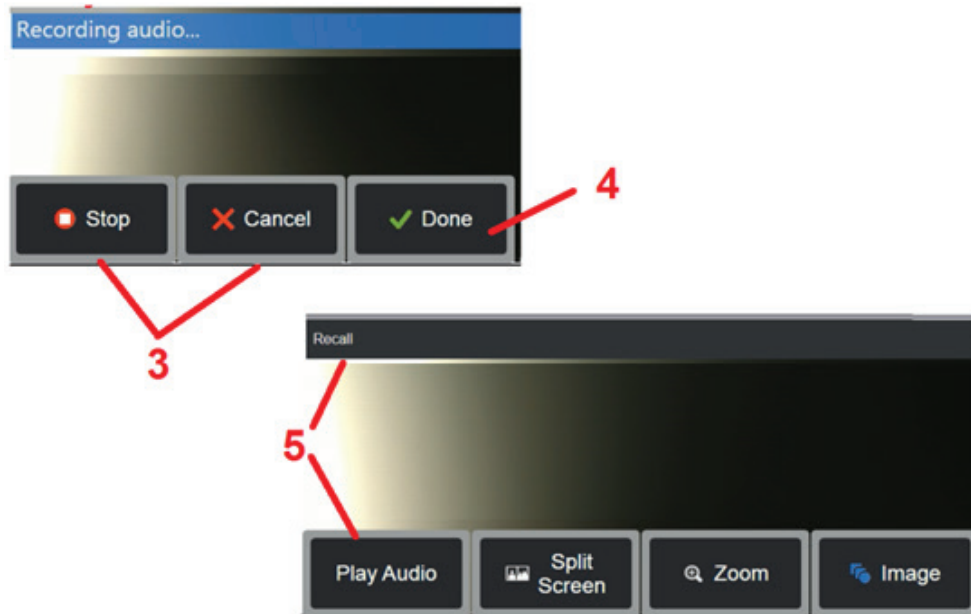 Recording audio...
Stop
Cancel
Done
4
3
Recall
5
Play Audio
Split
Screen
Zoom
Image